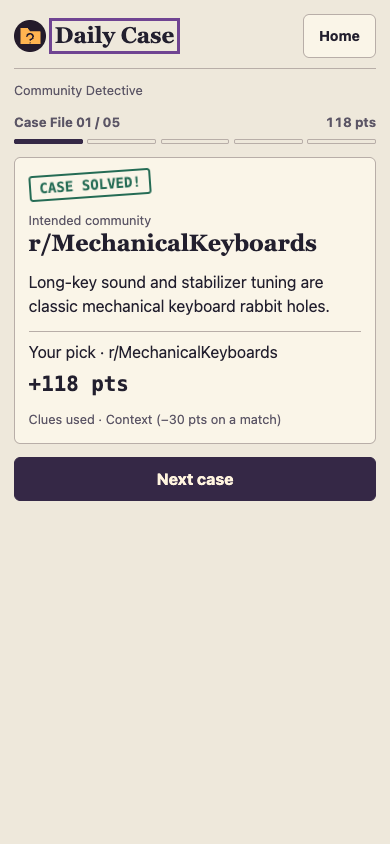 Daily Case
Home
Community Detective
Case File 01 / 05
118 pts
CASE SOLVED!
Intended community
r/MechanicalKeyboards
Long-key sound and stabilizer tuning are
classic mechanical keyboard rabbit holes.
Your pick · r/MechanicalKeyboards
+118 pts
Clues used · Context (−30 pts on a match)
Next case